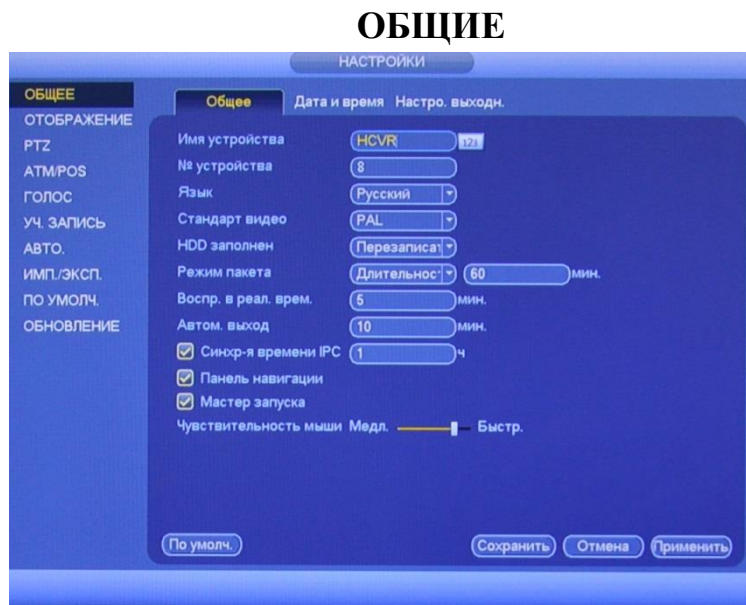 ОБЩИЕ
НАСТРОЙКИ
ОБЩЕЕ
ОТОБРАЖЕНИЕ
PTZ
ATM/POS
ГОЛОС
УЧ. ЗАПИСЬ
АВТО.
ИМП./ЭКСП.
ПО УМОЛЧ.
ОБНОВЛЕНИЕ
Общее Дата и время Настро. выходн.
Имя устройства HCVR 123
№ устройства 8
Язык Русский
Стандарт видео PAL
HDD заполнен Перезаписат
Режим пакета Длительнос 60 мин.
Воспр. в реал. врем. 5 мин.
Автом. выход 10 мин.
Синхр-я времени IPC 1 ч
Панель навигации
Мастер запуска
Чувствительность мыши Медл. Быстр.
По умолч. Сохранить Отмена Применить